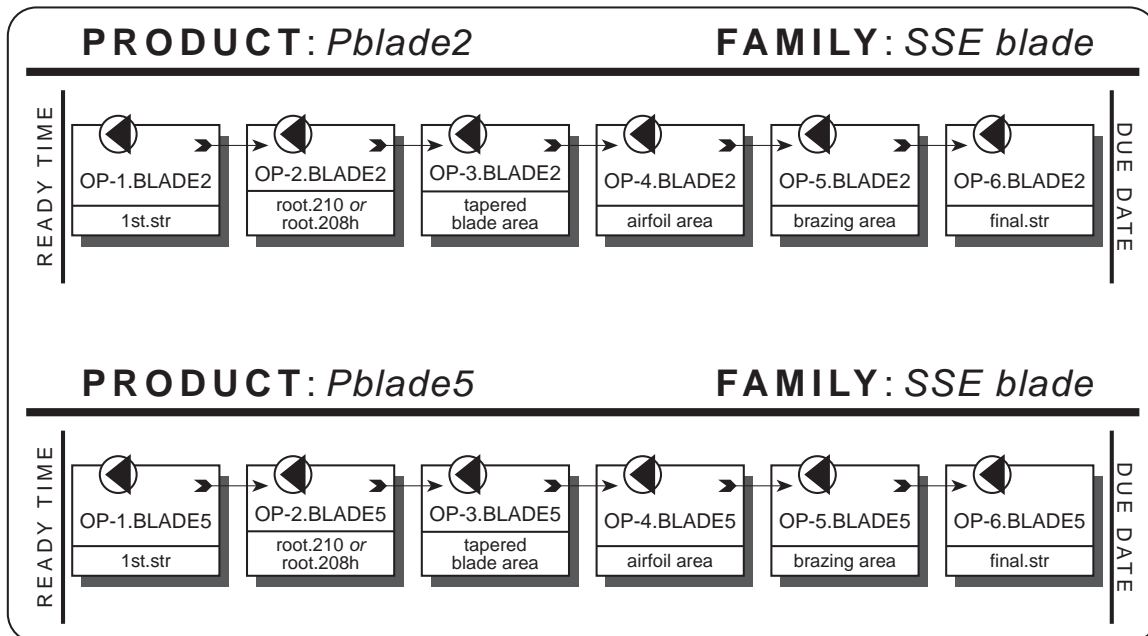 PRODUCT: Pblade2 FAMILY: SSE blade
READY TIME
OP-1.BLADE2
1st.str
OP-2.BLADE2
root.210 or
root.208h
OP-3.BLADE2
tapered
blade area
OP-4.BLADE2
airfoil area
OP-5.BLADE2
brazing area
OP-6.BLADE2
final.str
DUE DATE
PRODUCT: Pblade5 FAMILY: SSE blade
READY TIME
OP-1.BLADE5
1st.str
OP-2.BLADE5
root.210 or
root.208h
OP-3.BLADE5
tapered
blade area
OP-4.BLADE5
airfoil area
OP-5.BLADE5
brazing area
OP-6.BLADE5
final.str
DUE DATE